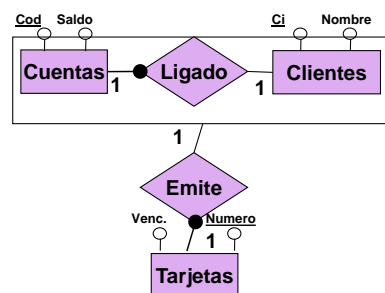 Cod Saldo
Ci Nombre
Cuentas
Ligado
Clientes
1
1
1
Emite
Venc.
Numero
1
Tarjetas